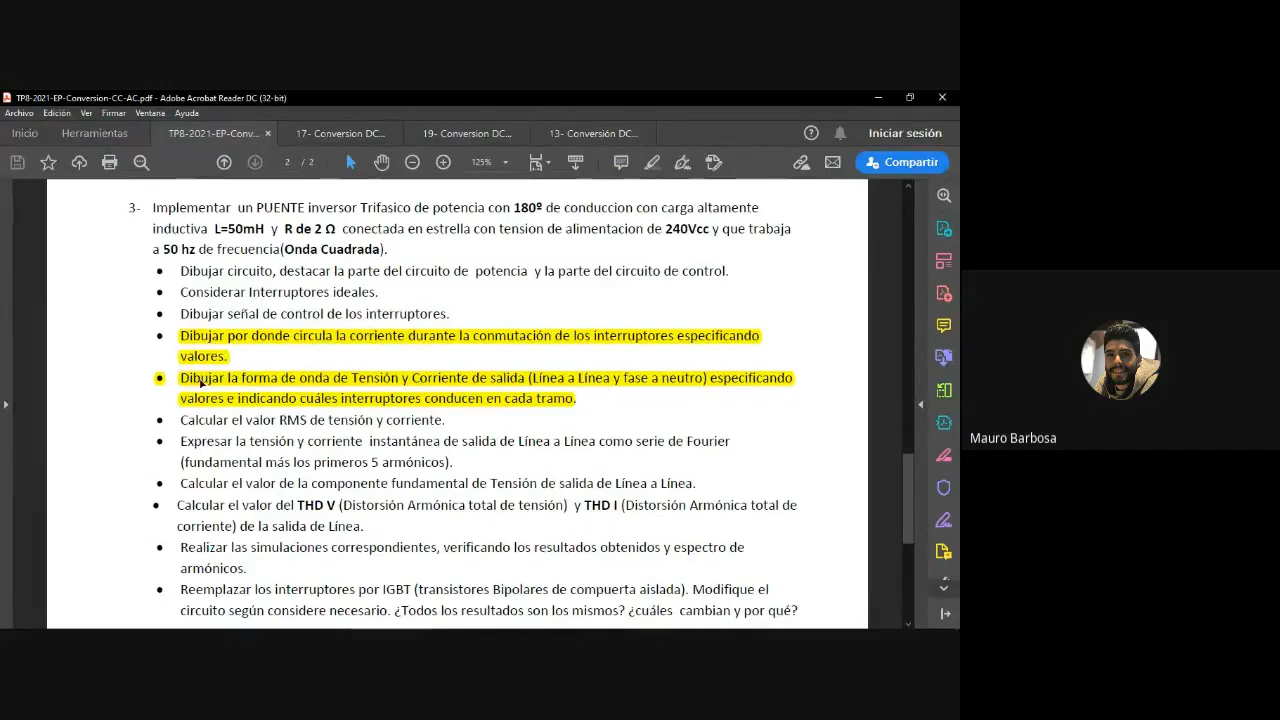 TP8-2021-EP-Conversion-CC-AC.pdf - Adobe Acrobat Reader DC (32-bit)
Archivo Edición Ver Firmar Ventana Ayuda
Inicio Herramientas TP8-2021-EP-Conv... × 17- Conversion DC... 19- Conversion DC... 13- Conversión DC... Iniciar sesión
2 / 2 125% Compartir
3- Implementar un PUENTE inversor Trifasico de potencia con 180º de conduccion con carga altamente
inductiva L=50mH y R de 2 Ω conectada en estrella con tension de alimentacion de 240Vcc y que trabaja
a 50 hz de frecuencia(Onda Cuadrada).
• Dibujar circuito, destacar la parte del circuito de potencia y la parte del circuito de control.
• Considerar Interruptores ideales.
• Dibujar señal de control de los interruptores.
• Dibujar por donde circula la corriente durante la conmutación de los interruptores especificando
valores.
• Dibujar la forma de onda de Tensión y Corriente de salida (Línea a Línea y fase a neutro) especificando
valores e indicando cuáles interruptores conducen en cada tramo.
• Calcular el valor RMS de tensión y corriente.
• Expresar la tensión y corriente instantánea de salida de Línea a Línea como serie de Fourier
(fundamental más los primeros 5 armónicos).
• Calcular el valor de la componente fundamental de Tensión de salida de Línea a Línea.
• Calcular el valor del THD V (Distorsión Armónica total de tensión) y THD I (Distorsión Armónica total de
corriente) de la salida de Línea.
• Realizar las simulaciones correspondientes, verificando los resultados obtenidos y espectro de
armónicos.
• Reemplazar los interruptores por IGBT (transistores Bipolares de compuerta aislada). Modifique el
circuito según considere necesario. ¿Todos los resultados son los mismos? ¿cuáles cambian y por qué?
Mauro Barbosa